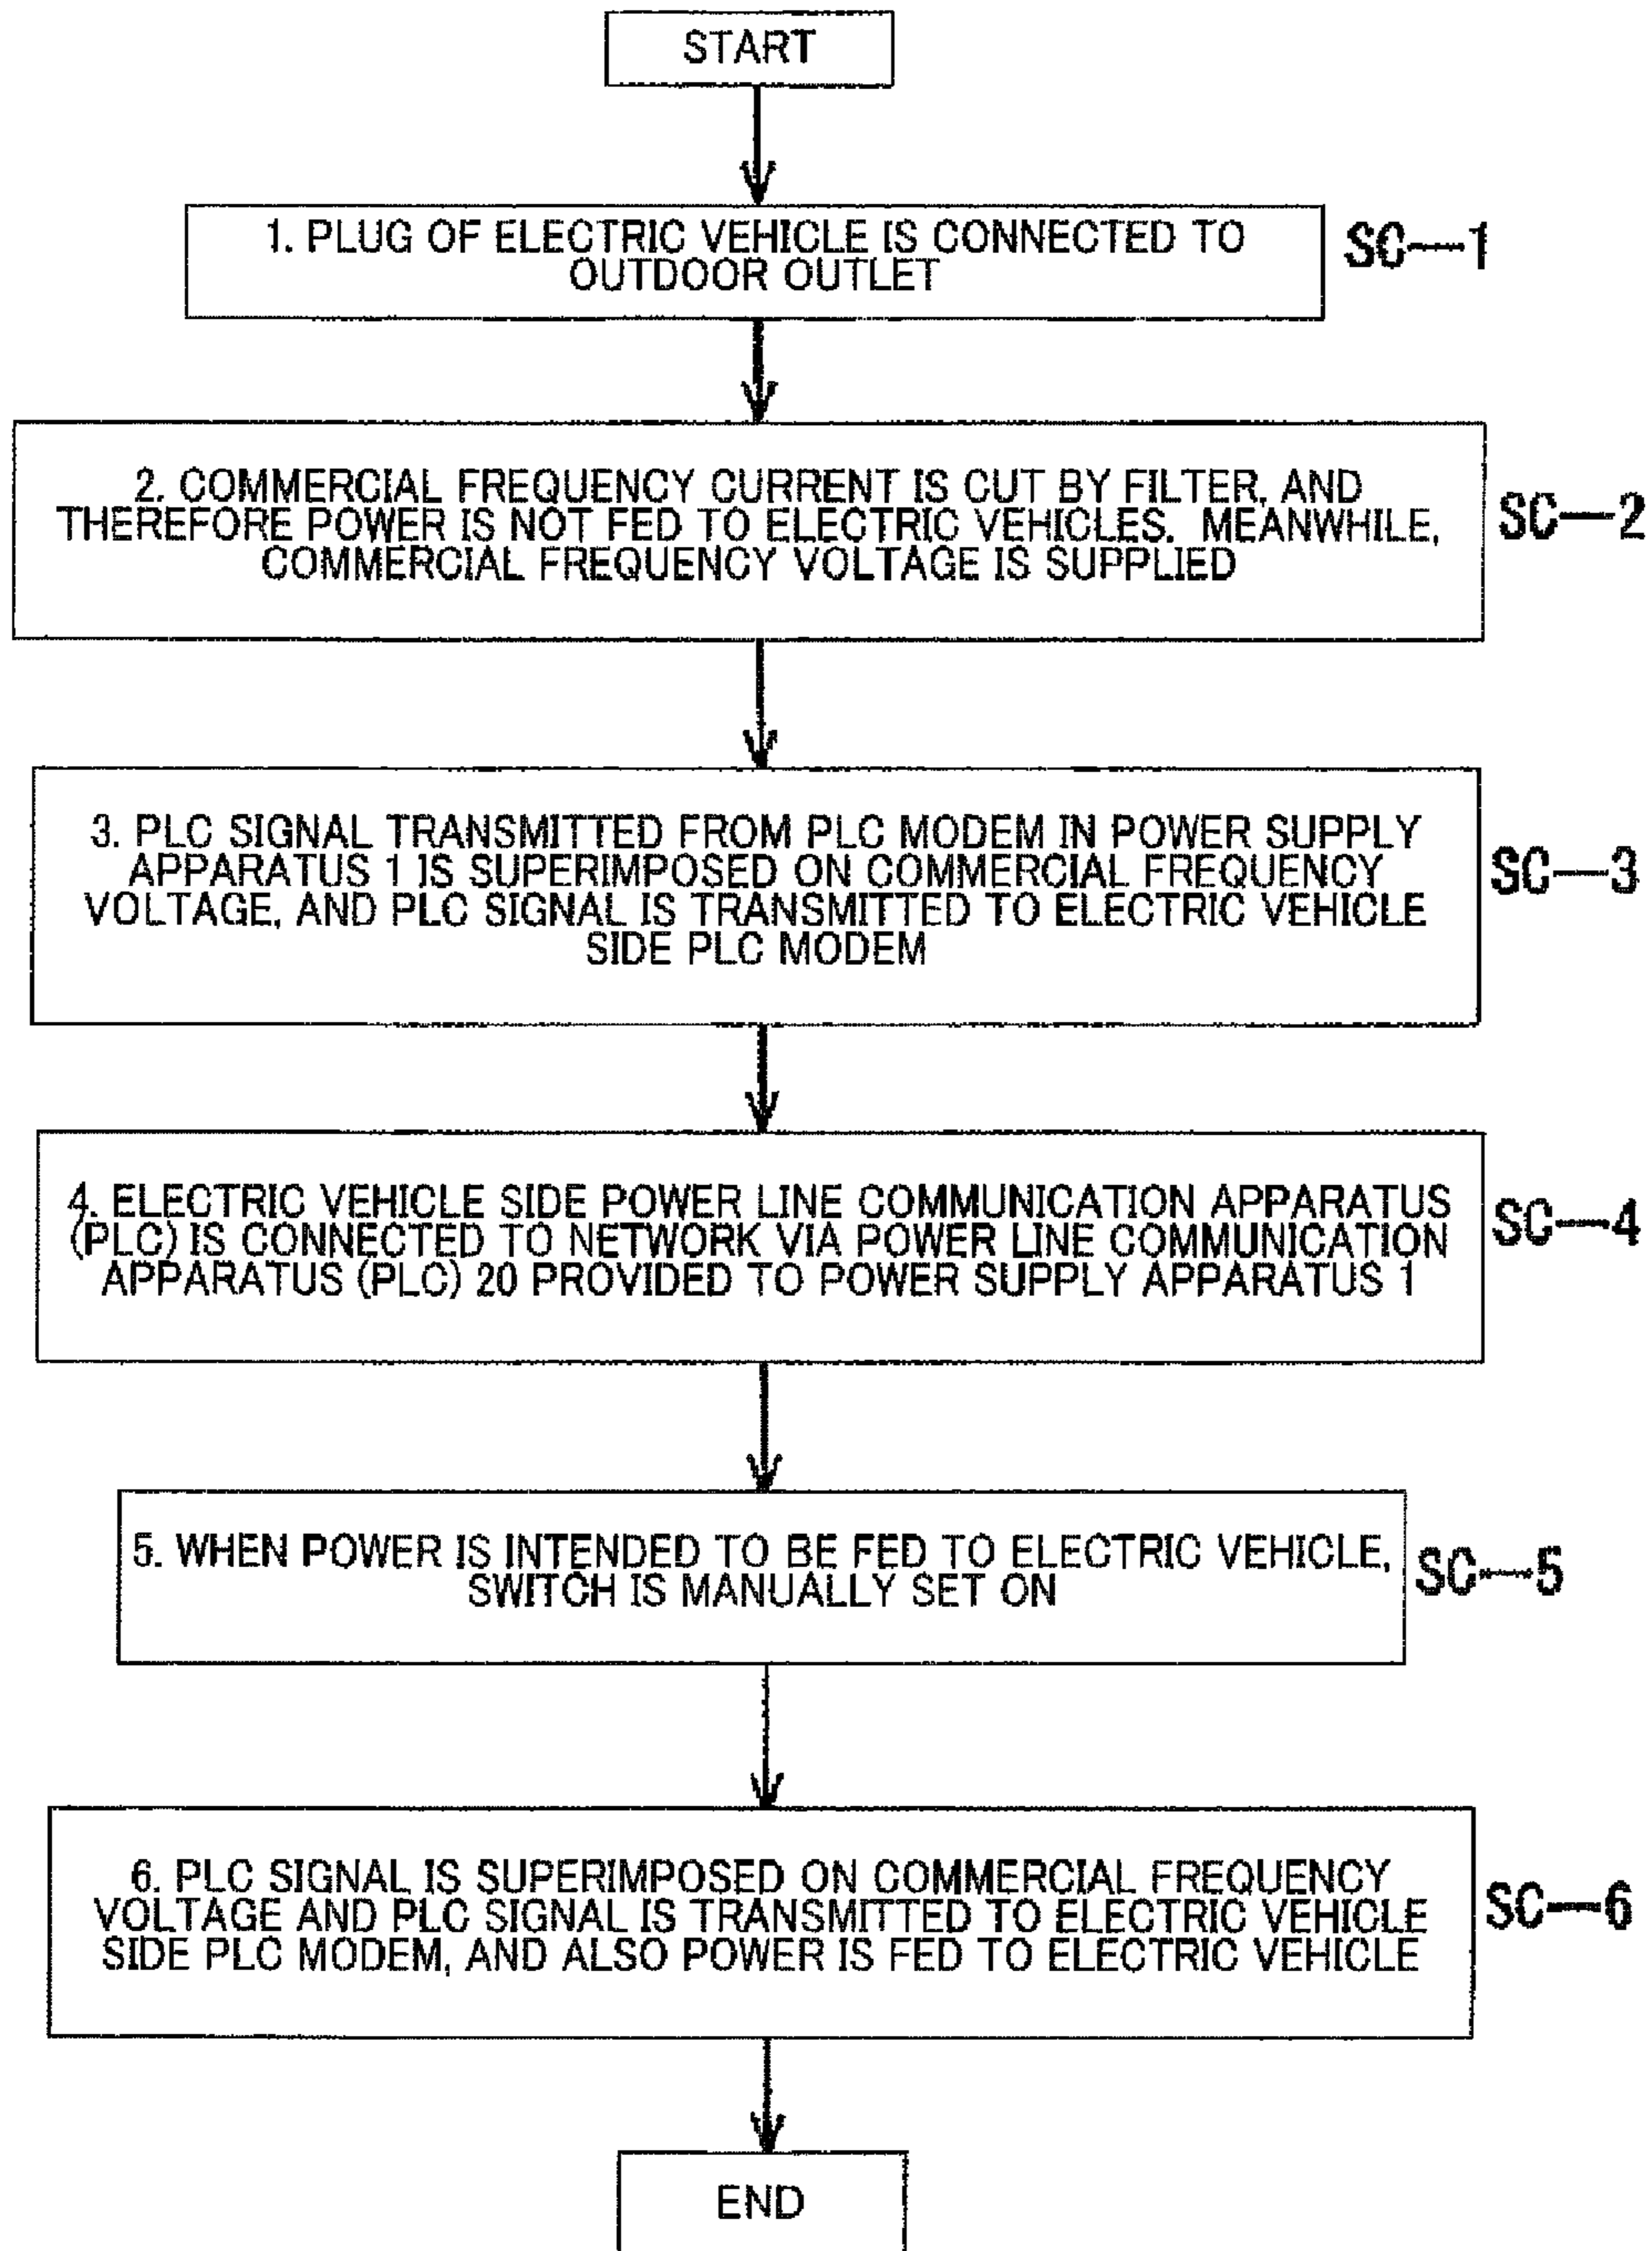 START
1. PLUG OF ELECTRIC VEHICLE IS CONNECTED TO
OUTDOOR OUTLET
SC—1
2. COMMERCIAL FREQUENCY CURRENT IS CUT BY FILTER, AND
THEREFORE POWER IS NOT FED TO ELECTRIC VEHICLES. MEANWHILE,
COMMERCIAL FREQUENCY VOLTAGE IS SUPPLIED
SC—2
3. PLC SIGNAL TRANSMITTED FROM PLC MODEM IN POWER SUPPLY
APPARATUS 1 IS SUPERIMPOSED ON COMMERCIAL FREQUENCY
VOLTAGE, AND PLC SIGNAL IS TRANSMITTED TO ELECTRIC VEHICLE
SIDE PLC MODEM
SC—3
4. ELECTRIC VEHICLE SIDE POWER LINE COMMUNICATION APPARATUS
(PLC) IS CONNECTED TO NETWORK VIA POWER LINE COMMUNICATION
APPARATUS (PLC) 20 PROVIDED TO POWER SUPPLY APPARATUS 1
SC—4
5. WHEN POWER IS INTENDED TO BE FED TO ELECTRIC VEHICLE,
SWITCH IS MANUALLY SET ON
SC—5
6. PLC SIGNAL IS SUPERIMPOSED ON COMMERCIAL FREQUENCY
VOLTAGE AND PLC SIGNAL IS TRANSMITTED TO ELECTRIC VEHICLE
SIDE PLC MODEM, AND ALSO POWER IS FED TO ELECTRIC VEHICLE
SC—6
END